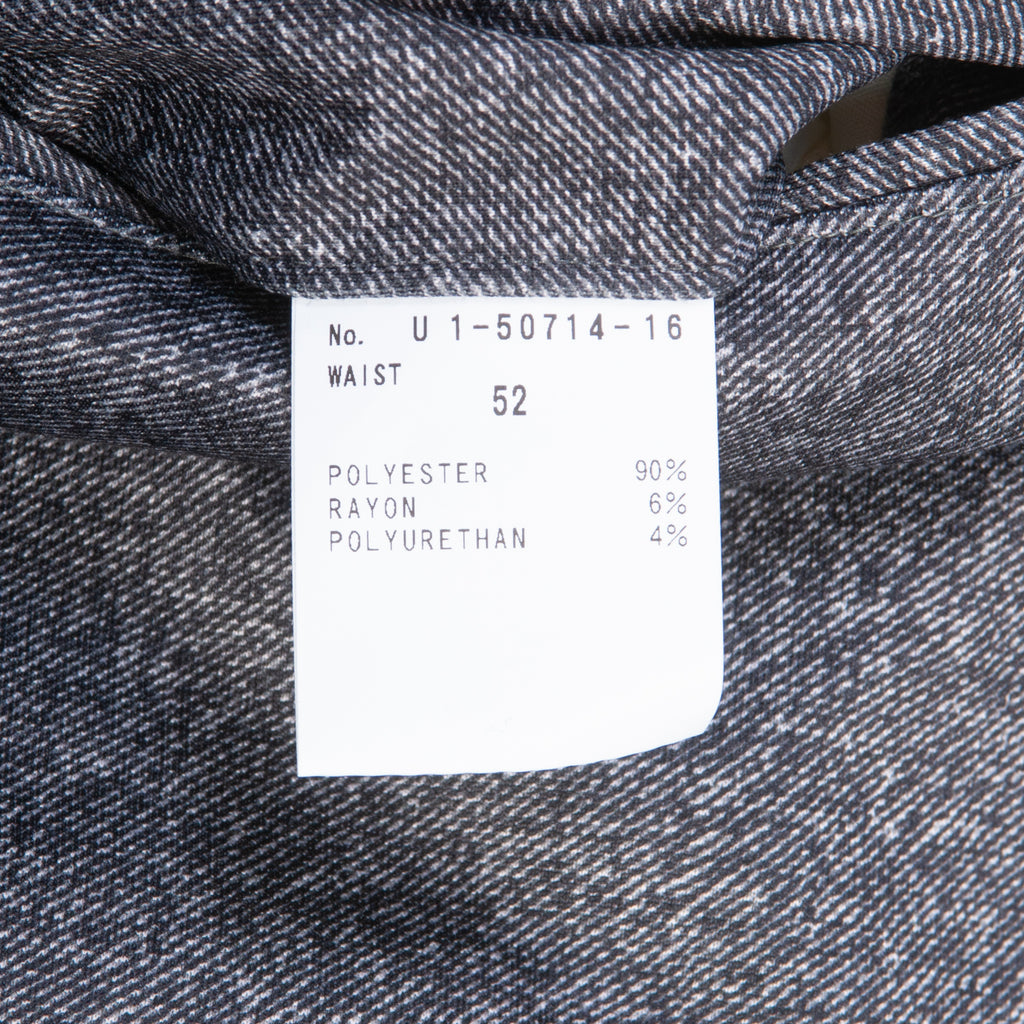 No. U 1-50714-16
WAIST
52
POLYESTER 90%
RAYON 6%
POLYURETHAN 4%